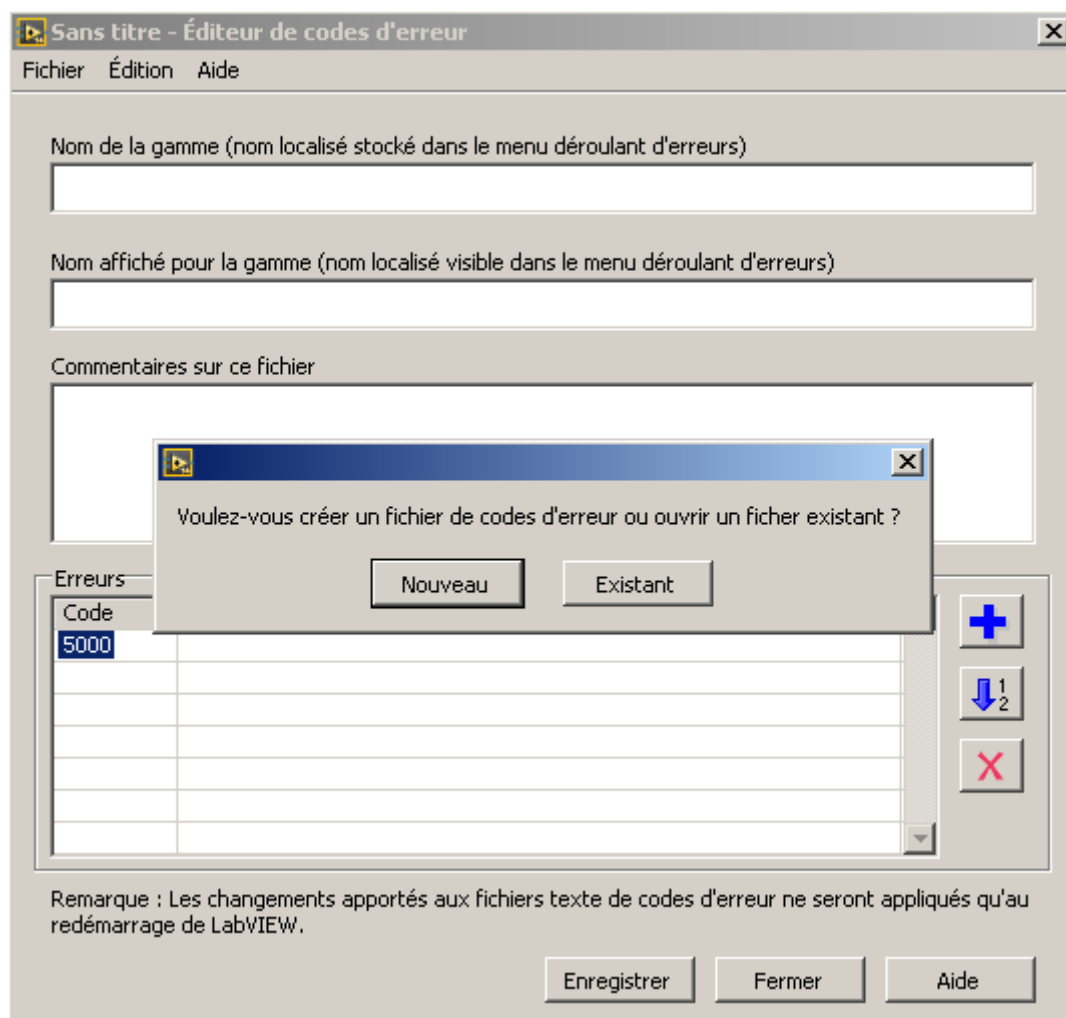 Sans titre - Éditeur de codes d'erreur
Fichier Édition Aide
Nom de la gamme (nom localisé stocké dans le menu déroulant d'erreurs)
Nom affiché pour la gamme (nom localisé visible dans le menu déroulant d'erreurs)
Commentaires sur ce fichier
Voulez-vous créer un fichier de codes d'erreur ou ouvrir un ficher existant ?
Nouveau Existant
Erreurs
Code
5000
1
2
Remarque : Les changements apportés aux fichiers texte de codes d'erreur ne seront appliqués qu'au
redémarrage de LabVIEW.
Enregistrer Fermer Aide